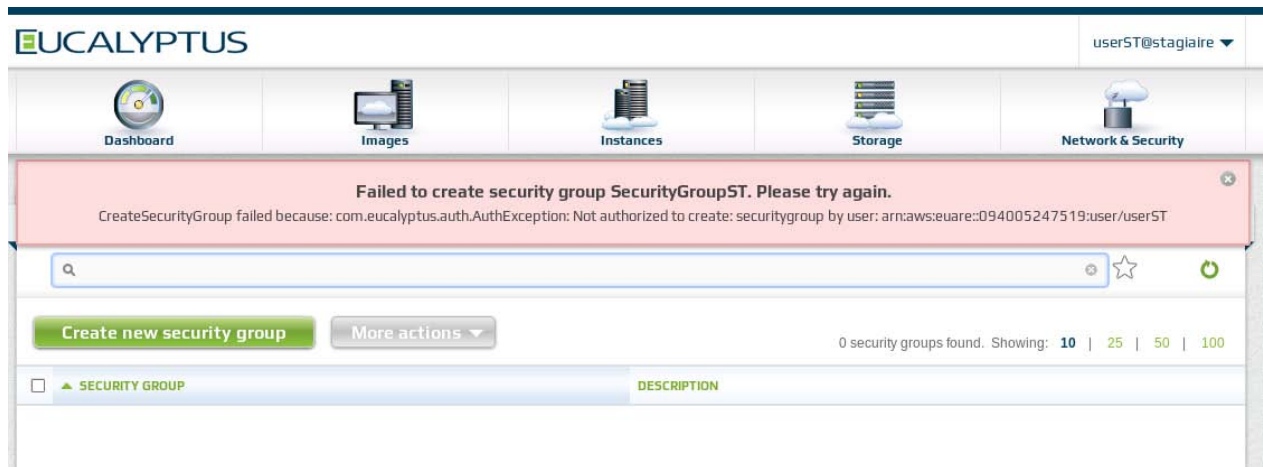 EUCALYPTUS
userST@stagiaire
Dashboard
Images
Instances
Storage
Network & Security
Failed to create security group SecurityGroupST. Please try again.
CreateSecurityGroup failed because: com.eucalyptus.auth.AuthException: Not authorized to create: securitygroup by user: arn:aws:euare::094005247519:user/userST
Create new security group
More actions
0 security groups found. Showing: 10 | 25 | 50 | 100
SECURITY GROUP
DESCRIPTION